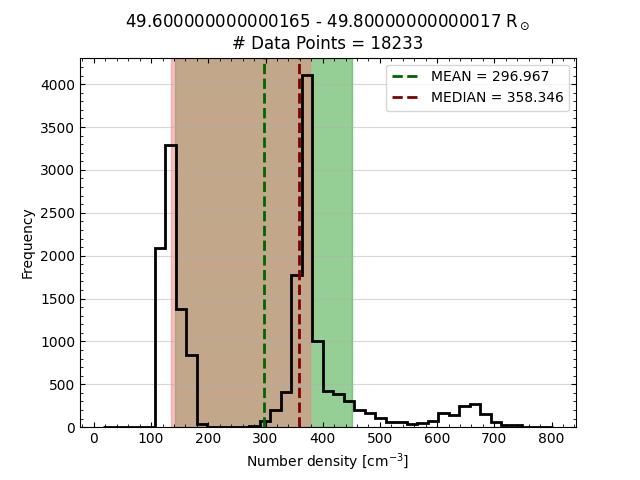 49.600000000000165 - 49.80000000000017 R⊙
# Data Points = 18233
MEAN = 296.967
MEDIAN = 358.346
Frequency
4000
3500
3000
2500
2000
1500
1000
500
0
0 100 200 300 400 500 600 700 800
Number density [cm⁻³]